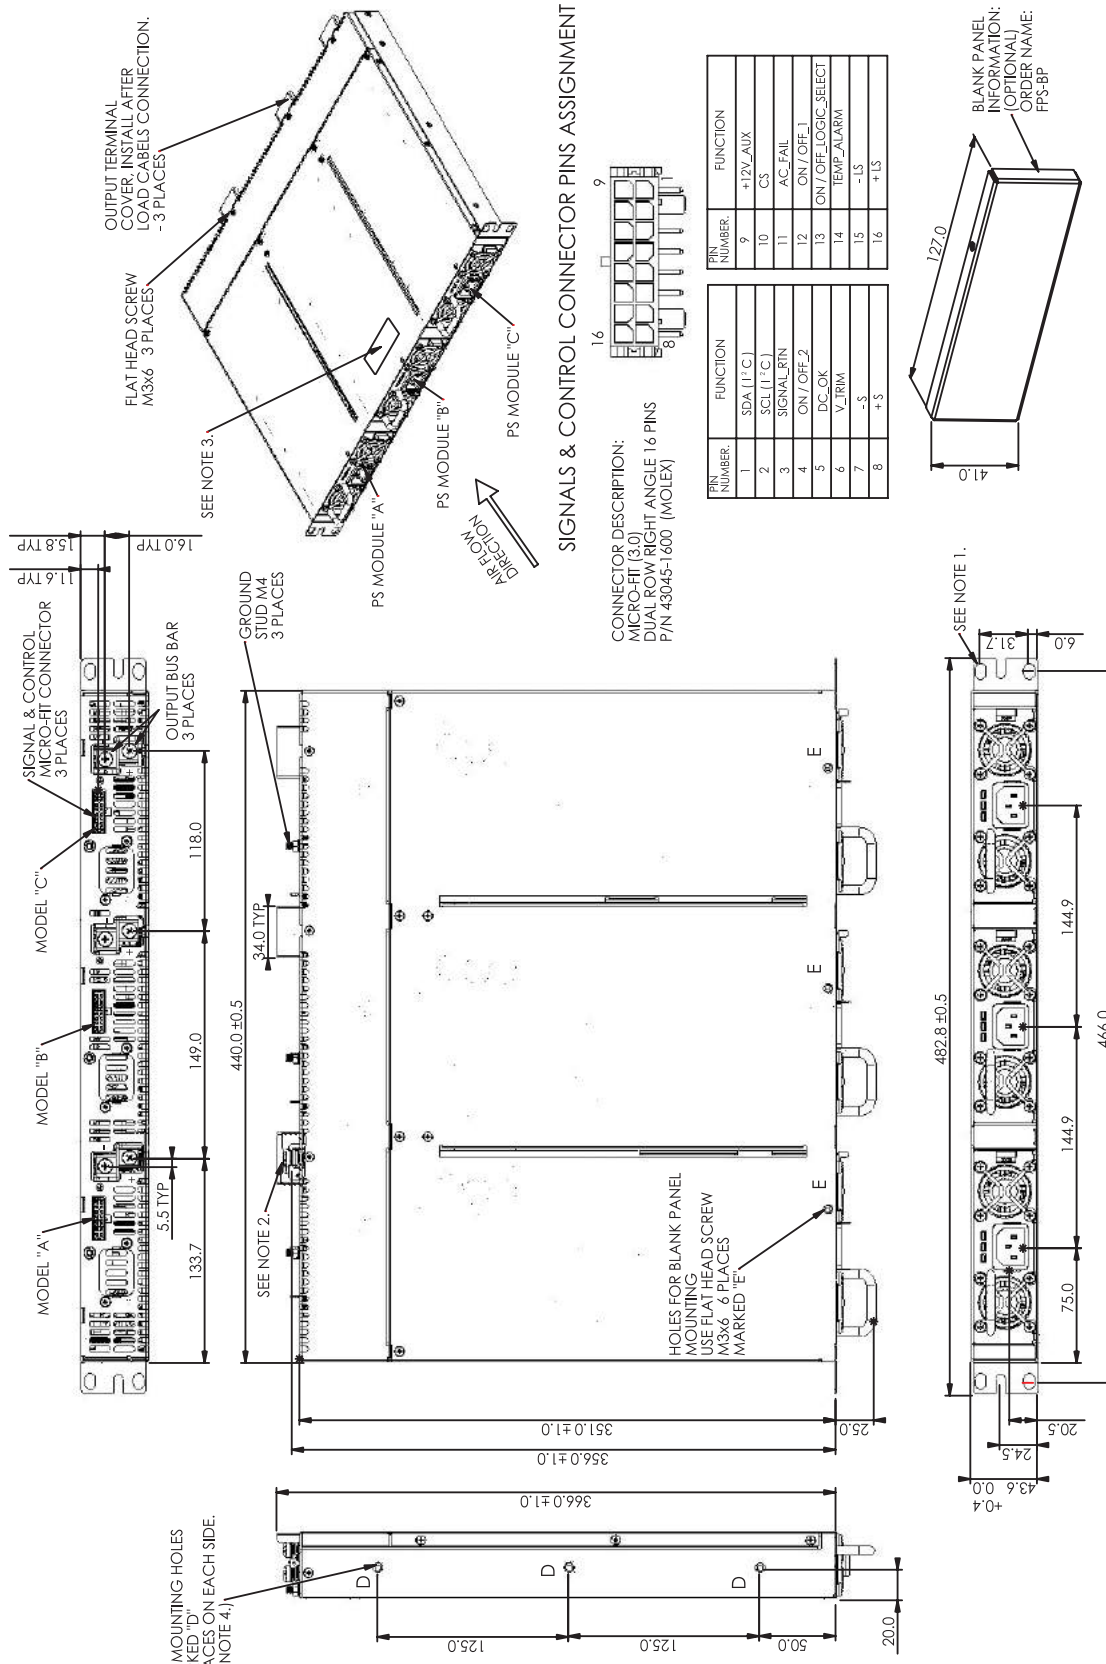 OUTPUT TERMINAL
COVER, INSTALL AFTER
LOAD CABELS CONNECTION.
- 3 PLACES
FLAT HEAD SCREW
M3x6 3 PLACES
SEE NOTE 3.
PS MODULE "A"
PS MODULE "B"
PS MODULE "C"
AIR FLOW
DIRECTION
SIGNALS & CONTROL CONNECTOR PINS ASSIGNMENT
16
9
8
1
CONNECTOR DESCRIPTION:
MICRO-FIT (3.0)
DUAL ROW RIGHT ANGLE 16 PINS
P/N 43045-1600 (MOLEX)
PIN NUMBER. FUNCTION
1 SDA ( I ² C )
2 SCL ( I ² C )
3 SIGNAL_RTN
4 ON / OFF_2
5 DC_OK
6 V_TRIM
7 - S
8 + S
PIN NUMBER. FUNCTION
9 +12V_AUX
10 CS
11 AC_FAIL
12 ON / OFF_1
13 ON / OFF_LOGIC_SELECT
14 TEMP_ALARM
15 - LS
16 + LS
127.0
41.0
BLANK PANEL
INFORMATION:
(OPTIONAL)
ORDER NAME:
FPS-BP
MODEL "A"
MODEL "B"
MODEL "C"
SIGNAL & CONTROL
MICRO-FIT CONNECTOR
3 PLACES
11.6 TYP
15.8 TYP
16.0 TYP
OUTPUT BUS BAR
3 PLACES
5.5 TYP
133.7
149.0
118.0
440.0 ±0.5
SEE NOTE 2.
34.0 TYP
GROUND
STUD M4
3 PLACES
E
E
E
HOLES FOR BLANK PANEL
MOUNTING
USE FLAT HEAD SCREW
M3x6 6 PLACES
MARKED "E"
351.0 ±1.0
356.0 ±1.0
25.0
366.0 ±1.0
MOUNTING HOLES
KED "D"
ACES ON EACH SIDE.
NOTE 4.)
D
D
D
125.0
125.0
50.0
20.0
482.8 ±0.5
SEE NOTE 1.
31.7
6.0
75.0
144.9
144.9
466.0
20.5
24.5
43.6
+0.4
0.0